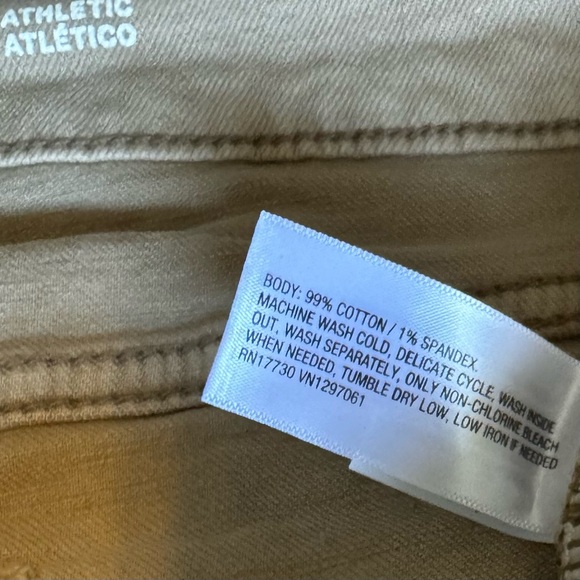 ATHLETIC
ATLÉTICO
BODY: 99% COTTON / 1% SPANDEX.
MACHINE WASH COLD, DELICATE CYCLE, WASH INSIDE
OUT, WASH SEPARATELY, ONLY NON-CHLORINE BLEACH
WHEN NEEDED, TUMBLE DRY LOW, LOW IRON IF NEEDED
RN17730 VN1297061